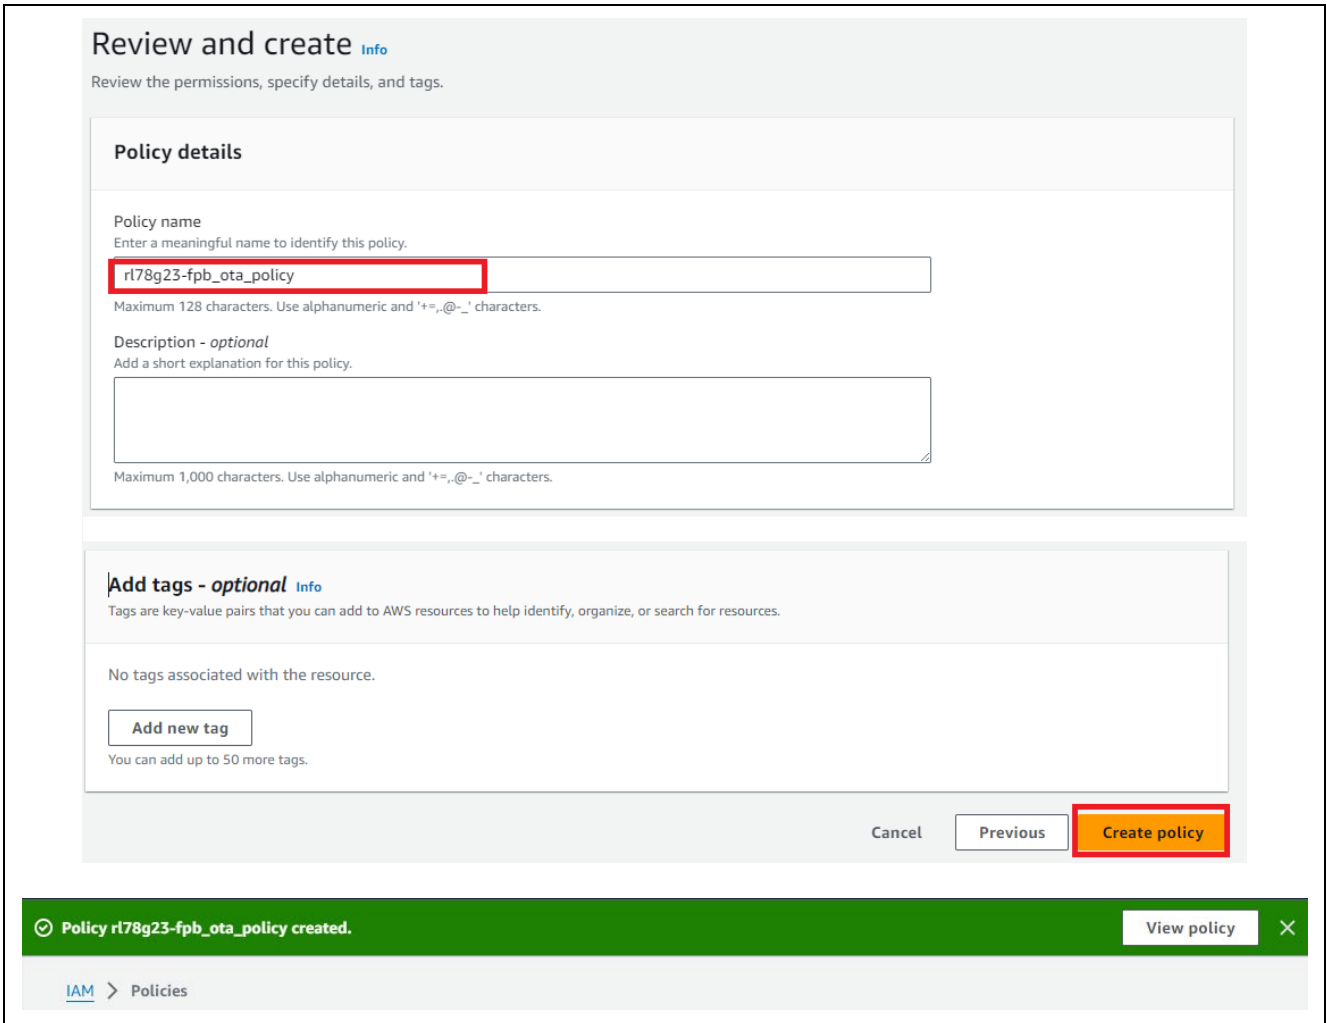 Review and create Info
Review the permissions, specify details, and tags.
Policy details
Policy name
Enter a meaningful name to identify this policy.
rl78g23-fpb_ota_policy
Maximum 128 characters. Use alphanumeric and '+=,.@-_' characters.
Description - optional
Add a short explanation for this policy.
Maximum 1,000 characters. Use alphanumeric and '+=,.@-_' characters.
Add tags - optional Info
Tags are key-value pairs that you can add to AWS resources to help identify, organize, or search for resources.
No tags associated with the resource.
Add new tag
You can add up to 50 more tags.
Cancel Previous Create policy
Policy rl78g23-fpb_ota_policy created. View policy
IAM > Policies